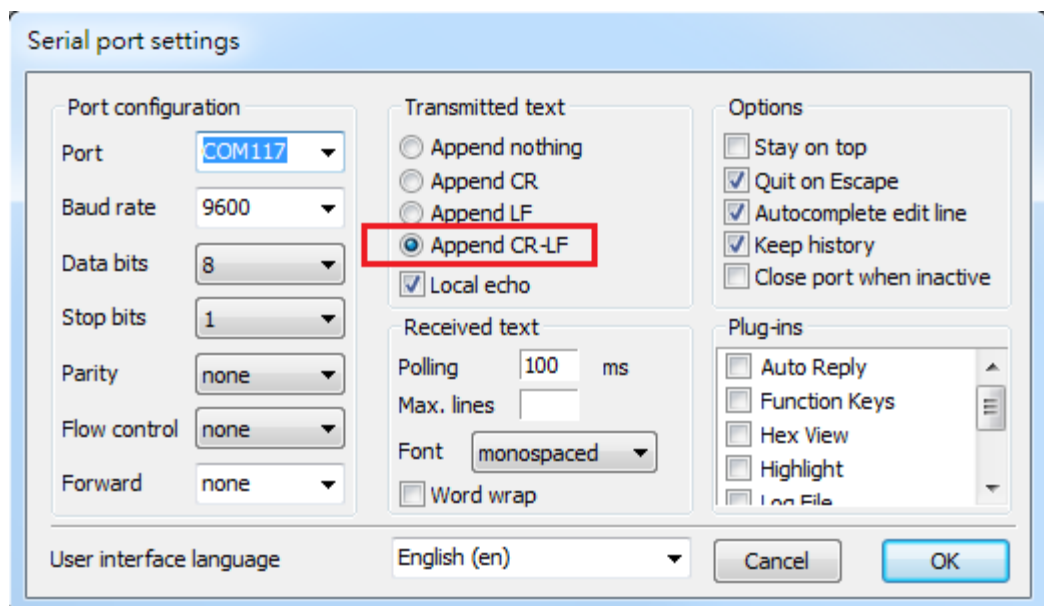 Serial port settings
Port configuration
Port COM117
Baud rate 9600
Data bits 8
Stop bits 1
Parity none
Flow control none
Forward none
Transmitted text
Append nothing
Append CR
Append LF
Append CR-LF
Local echo
Received text
Polling 100 ms
Max. lines
Font monospaced
Word wrap
Options
Stay on top
Quit on Escape
Autocomplete edit line
Keep history
Close port when inactive
Plug-ins
Auto Reply
Function Keys
Hex View
Highlight
Log File
User interface language English (en) Cancel OK